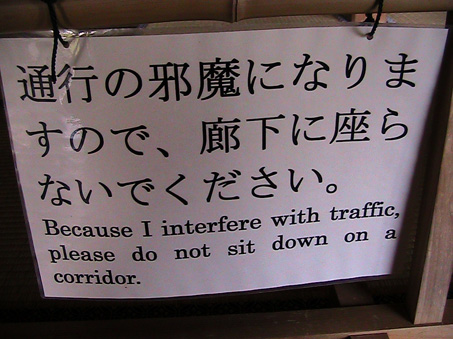 通行の邪魔になりま
すので、廊下に座ら
ないでください。
Because I interfere with traffic,
please do not sit down on a
corridor.